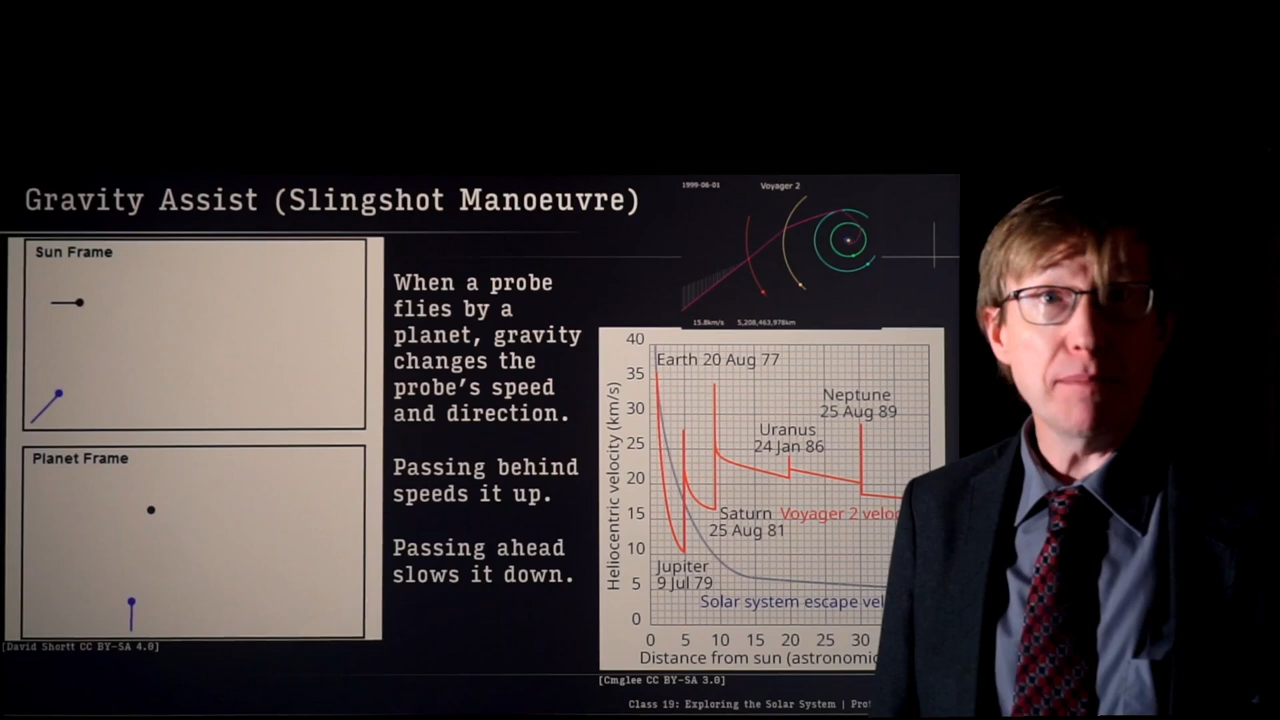 Gravity Assist (Slingshot Manoeuvre)
Sun Frame
Planet Frame
[David Shortt CC BY-SA 4.0]
When a probe
flies by a
planet, gravity
changes the
probe's speed
and direction.
Passing behind
speeds it up.
Passing ahead
slows it down.
1999-06-01
Voyager 2
15.8km/s
5,208,463,978km
40
35
30
25
20
15
10
5
0
Heliocentric velocity (km/s)
Earth 20 Aug 77
Neptune
25 Aug 89
Uranus
24 Jan 86
Saturn
25 Aug 81
Voyager 2
Jupiter
9 Jul 79
Solar system escape
0 5 10 15 20 25 30
Distance from sun
[Cmglee CC BY-SA 3.0]
Class 19: Exploring the Solar System |